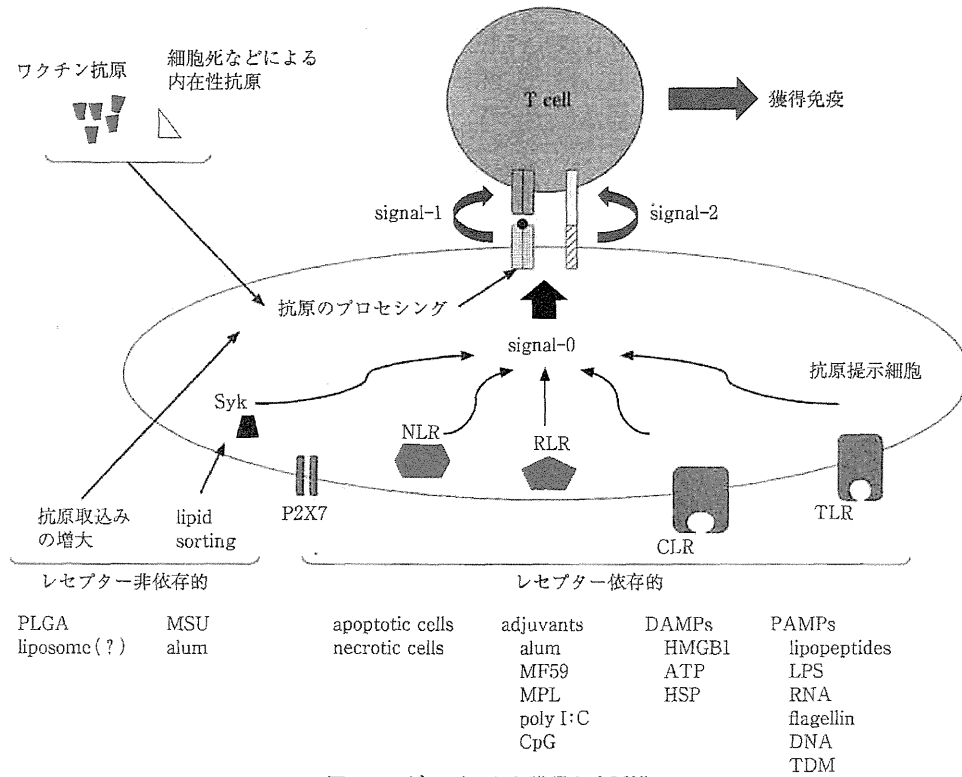 ワクチン抗原
細胞死などによる
内在性抗原
T cell
獲得免疫
signal-1
signal-2
抗原のプロセシング
signal-0
抗原提示細胞
Syk
NLR
RLR
P2X7
CLR
TLR
抗原取込み
の増大
lipid
sorting
レセプター非依存的
レセプター依存的
PLGA
liposome(?)
MSU
alum
apoptotic cells
necrotic cells
adjuvants
alum
MF59
MPL
poly I:C
CpG
DAMPs
HMGB1
ATP
HSP
PAMPs
lipopeptides
LPS
RNA
flagellin
DNA
TDM